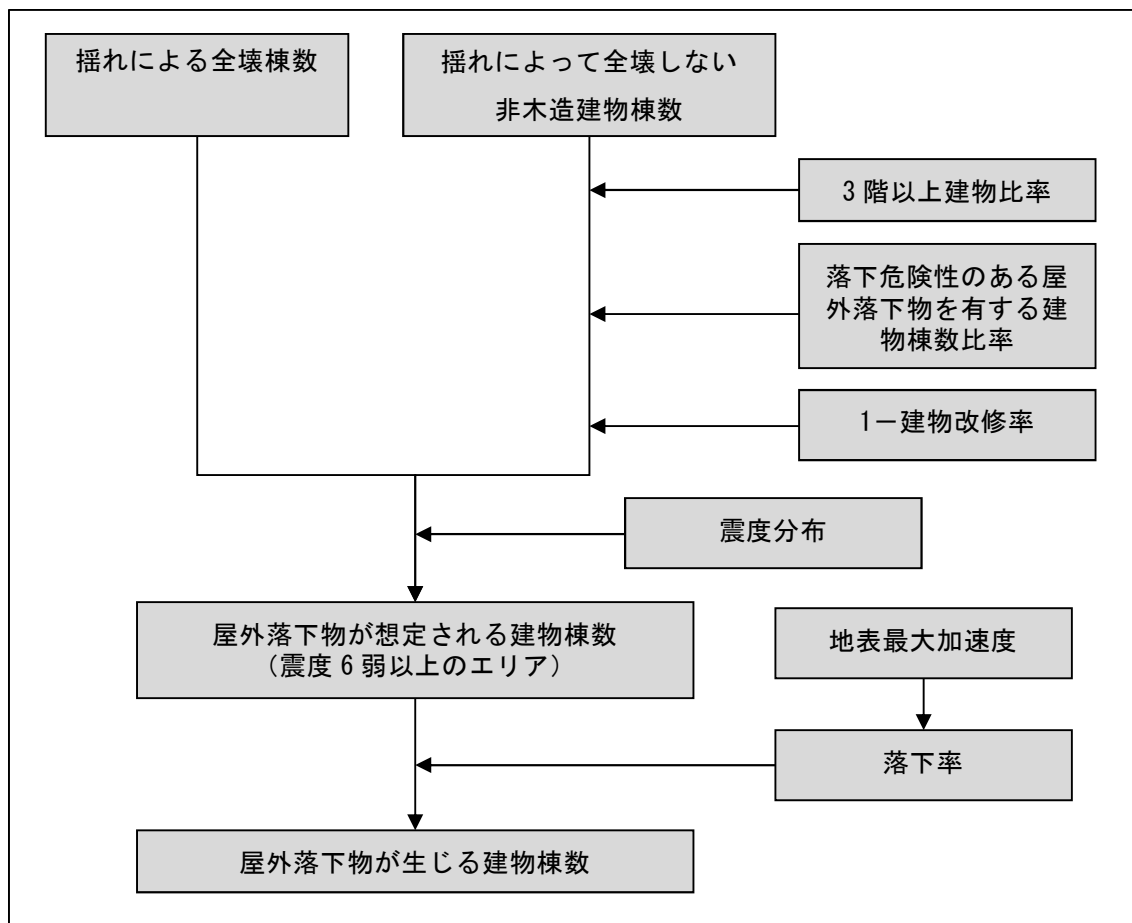 揺れによる全壊棟数
揺れによって全壊しない
非木造建物棟数
3階以上建物比率
落下危険性のある屋
外落下物を有する建
物棟数比率
1－建物改修率
震度分布
屋外落下物が想定される建物棟数
（震度6弱以上のエリア）
地表最大加速度
落下率
屋外落下物が生じる建物棟数